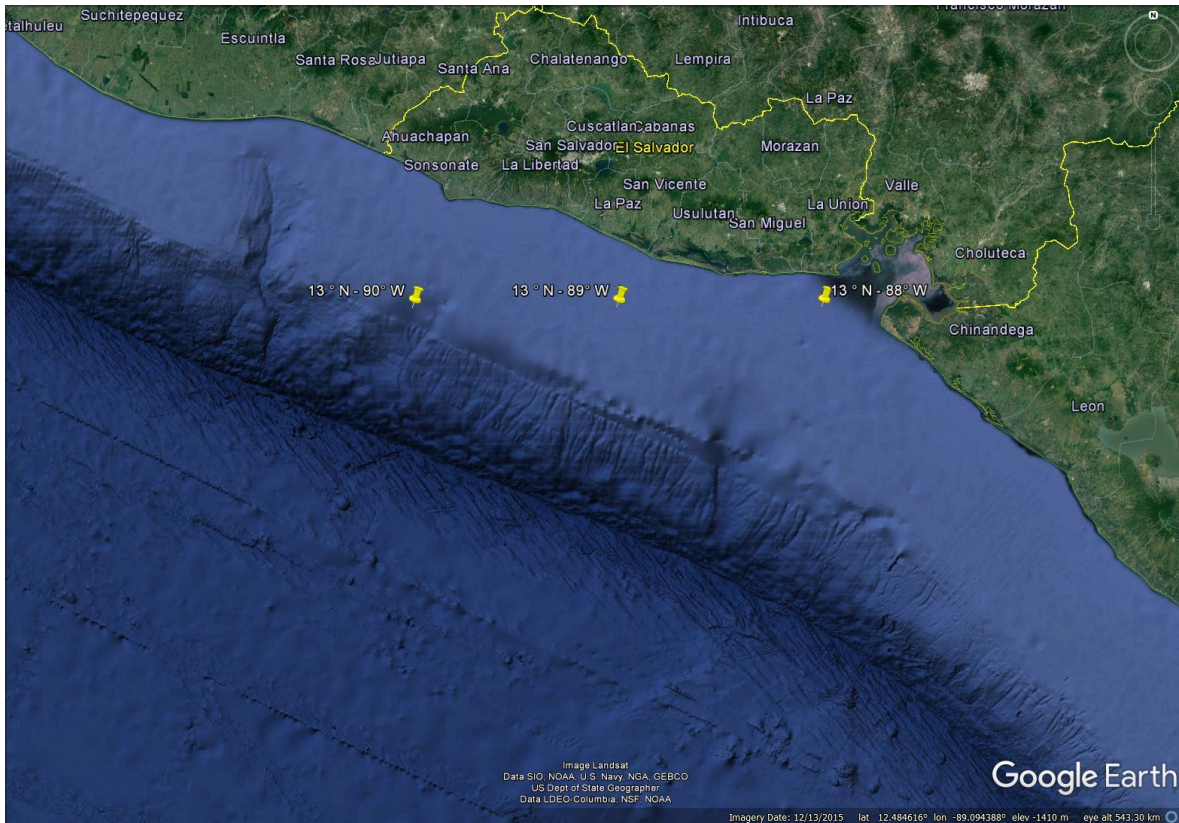 Suchitepequez
etalhuleu
Escuintla
Santa Rosa
Jutiapa
Santa Ana
Chalatenango
Lempira
Intibuca
Francisco Morazan
La Paz
Ahuachapan
Sonsonate
Cuscatlan
Cabanas
San Salvador
El Salvador
La Libertad
Morazan
San Vicente
La Paz
Usulutan
San Miguel
La Union
Valle
Choluteca
13 ° N - 90° W
13 ° N - 89° W
13 ° N - 88° W
Chinandega
Leon
N
Image Landsat
Data SIO, NOAA, U.S. Navy, NGA, GEBCO
US Dept of State Geographer
Data LDEO-Columbia, NSF, NOAA
Google Earth
Imagery Date: 12/13/2015 lat 12.484616° lon -89.094388° elev -1410 m eye alt 543.30 km